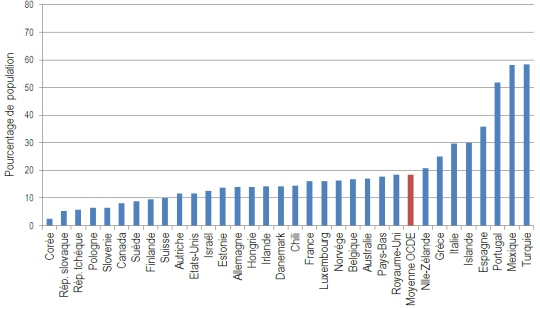 Pourcentage de population
80
70
60
50
40
30
20
10
0
Corée
Rép. slovaque
Rép. tchèque
Pologne
Slovénie
Canada
Suède
Finlande
Suisse
Autriche
Etats-Unis
Israël
Estonie
Allemagne
Hongrie
Irlande
Danemark
Chili
France
Luxembourg
Norvège
Belgique
Australie
Pays-Bas
Royaume-Uni
Moyenne OCDE
Nlle-Zélande
Grèce
Italie
Islande
Espagne
Portugal
Mexique
Turquie